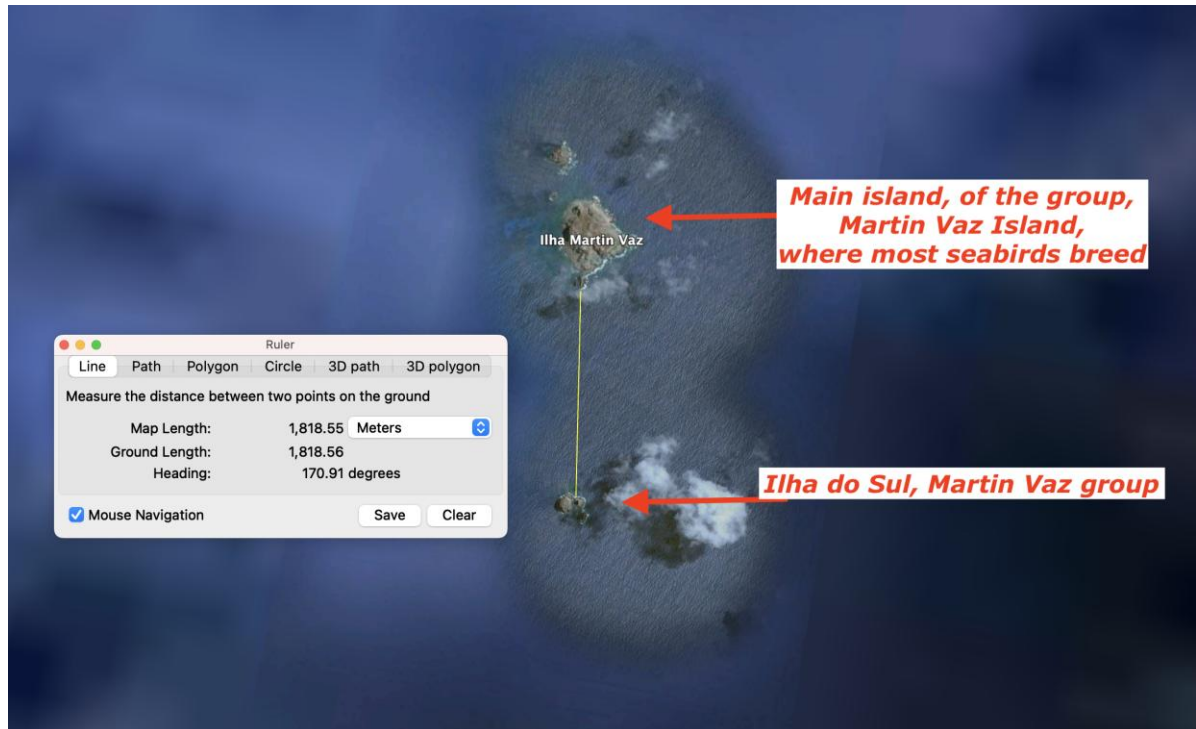 Main island, of the group,
Martin Vaz Island,
where most seabirds breed
Ilha Martin Vaz
Ruler
Line Path Polygon Circle 3D path 3D polygon
Measure the distance between two points on the ground
Map Length: 1,818.55 Meters
Ground Length: 1,818.56
Heading: 170.91 degrees
Mouse Navigation Save Clear
Ilha do Sul, Martin Vaz group